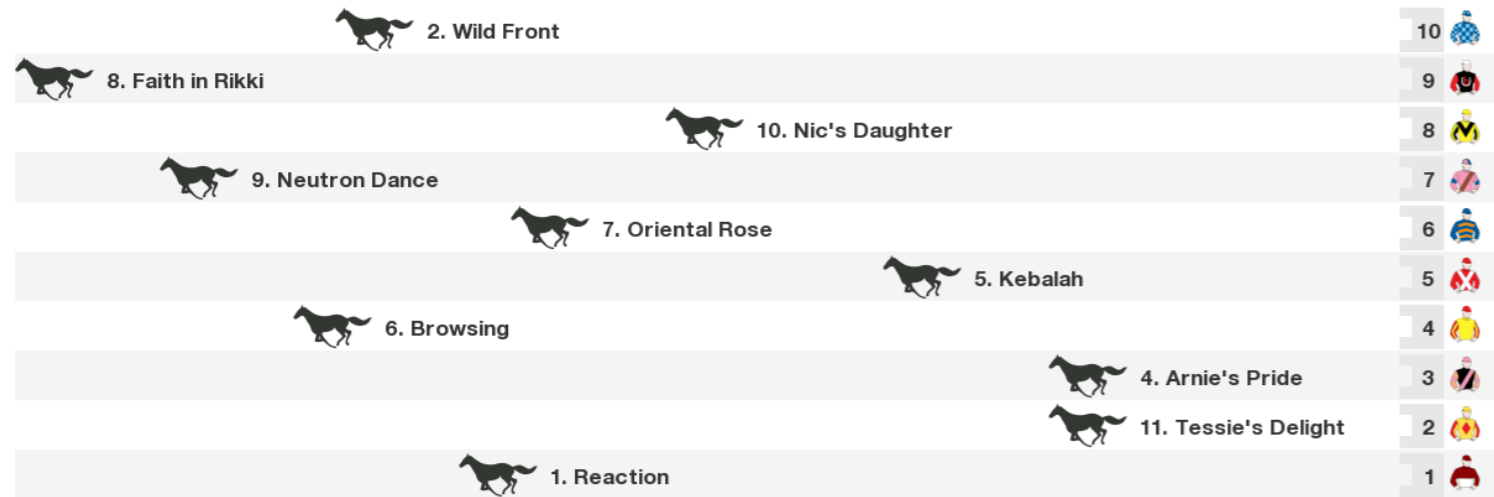 2. Wild Front 10
8. Faith in Rikki 9
10. Nic's Daughter 8
9. Neutron Dance 7
7. Oriental Rose 6
5. Kebalah 5
6. Browsing 4
4. Arnie's Pride 3
11. Tessie's Delight 2
1. Reaction 1